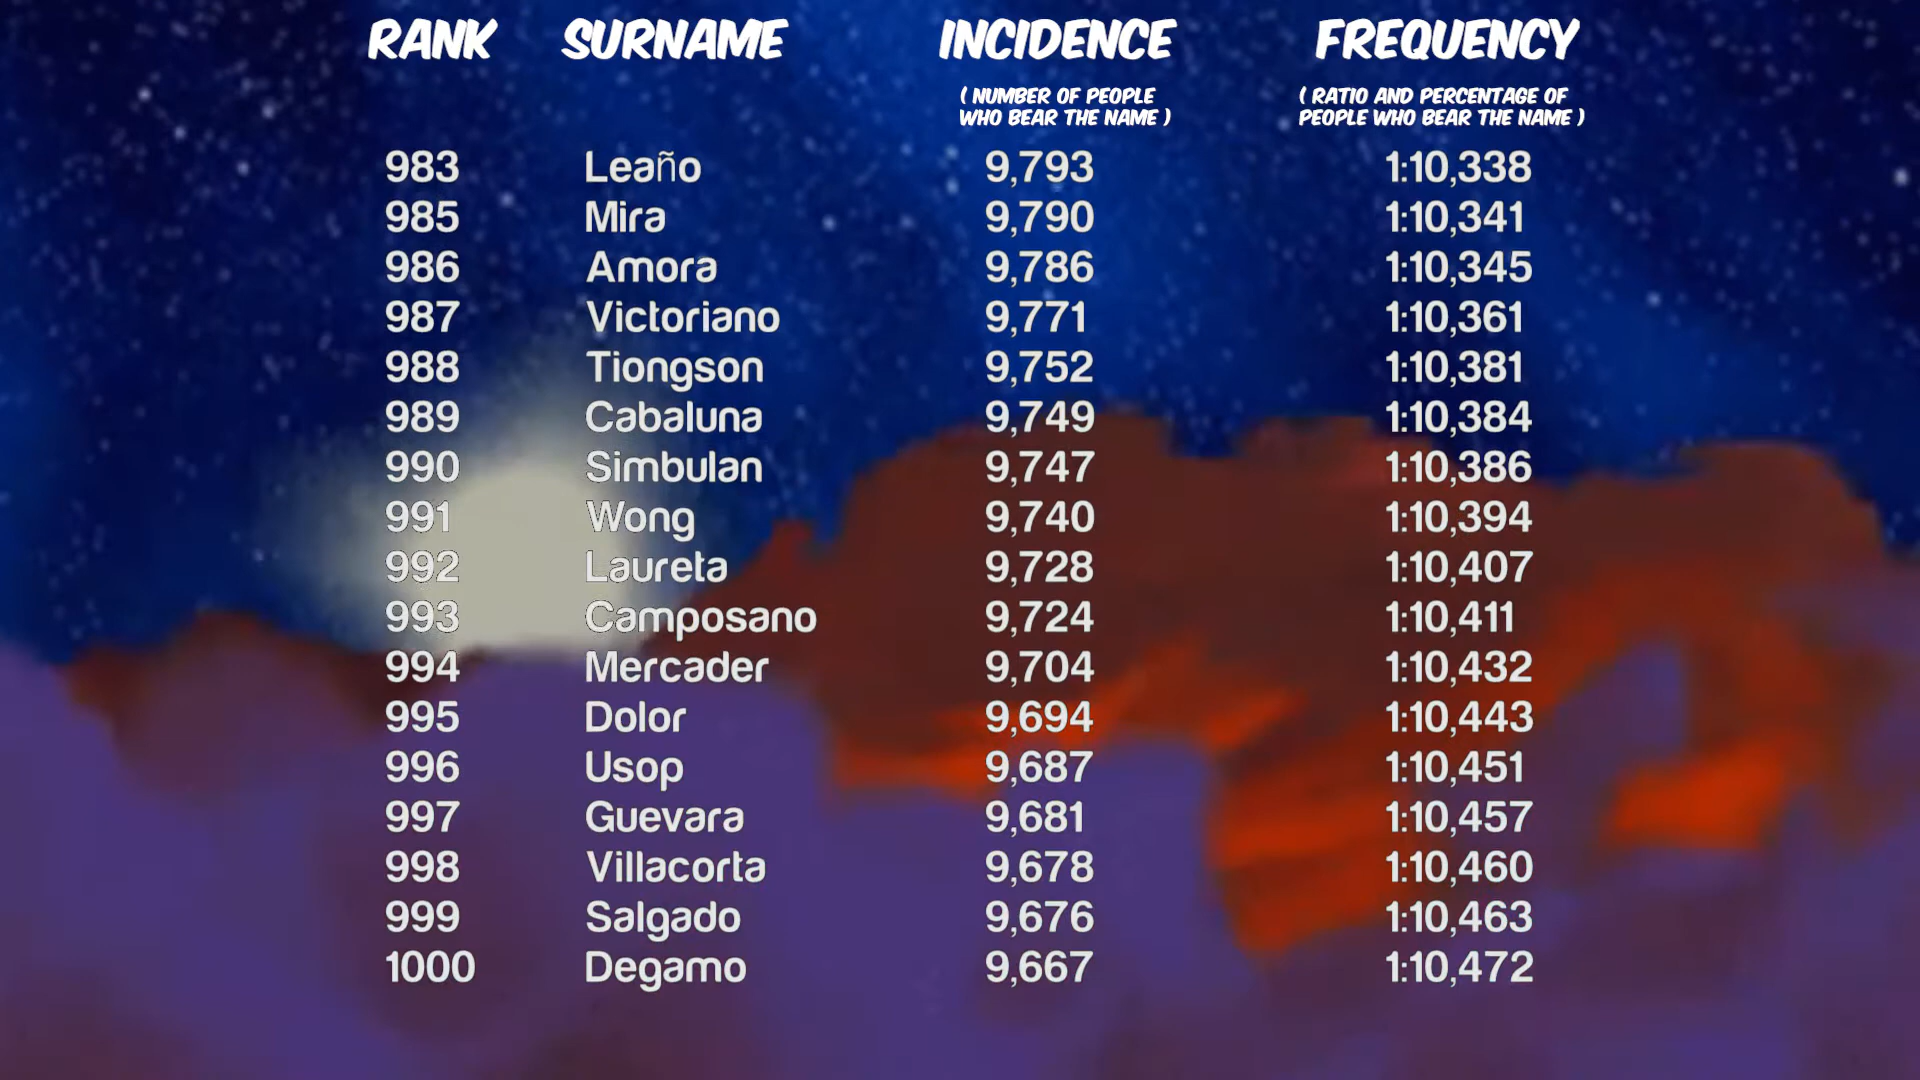 RANK SURNAME INCIDENCE FREQUENCY
( NUMBER OF PEOPLE WHO BEAR THE NAME ) ( RATIO AND PERCENTAGE OF PEOPLE WHO BEAR THE NAME )
983 Leaño 9,793 1:10,338
985 Mira 9,790 1:10,341
986 Amora 9,786 1:10,345
987 Victoriano 9,771 1:10,361
988 Tiongson 9,752 1:10,381
989 Cabaluna 9,749 1:10,384
990 Simbulan 9,747 1:10,386
991 Wong 9,740 1:10,394
992 Laureta 9,728 1:10,407
993 Camposano 9,724 1:10,411
994 Mercader 9,704 1:10,432
995 Dolor 9,694 1:10,443
996 Usop 9,687 1:10,451
997 Guevara 9,681 1:10,457
998 Villacorta 9,678 1:10,460
999 Salgado 9,676 1:10,463
1000 Degamo 9,667 1:10,472